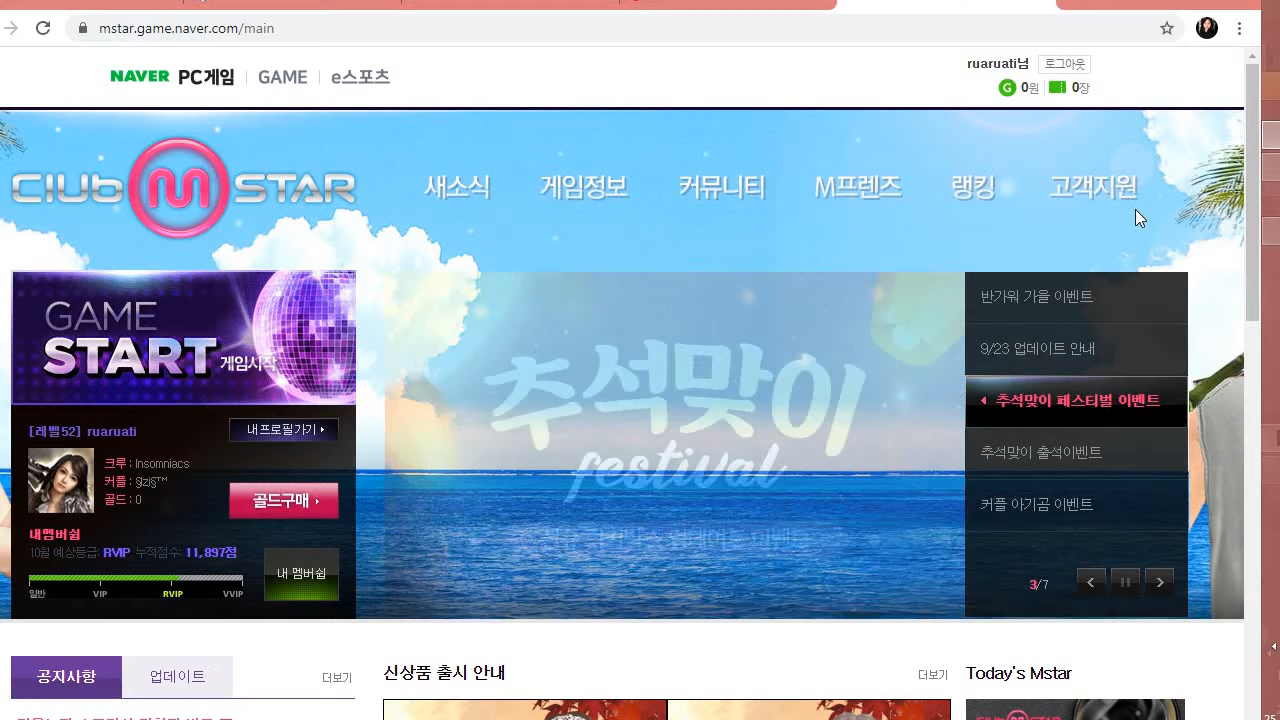 mstar.game.naver.com/main
NAVER PC게임 GAME e스포츠
ruaruati님 로그아웃
G 0원 0장
CLUB M STAR
새소식 게임정보 커뮤니티 M프렌즈 랭킹 고객지원
GAME
START 게임시작
[레벨52] ruaruati 내프로필가기
크루 : Insomniacs
커플 : §lzi§™
골드 : 0
골드구매
내멤버쉽
10월 예상등급: RVIP 누적점수: 11,897점
내 멤버쉽
일반 VIP RVIP VVIP
추석맞이
festival
반가워 가을 이벤트
9/23 업데이트 안내
추석맞이 페스티벌 이벤트
추석맞이 출석이벤트
커플 아기곰 이벤트
3/7
공지사항 업데이트 더보기
신상품 출시 안내 더보기
Today's Mstar
CLUB M STAR